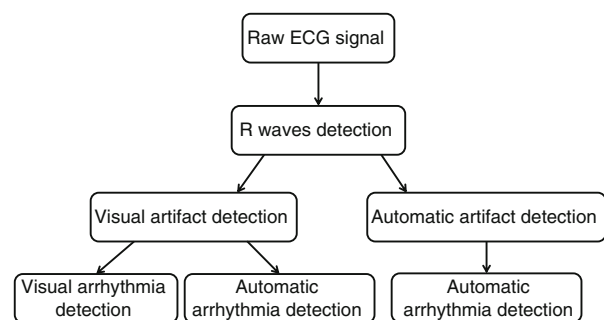 Raw ECG signal
R waves detection
Visual artifact detection
Automatic artifact detection
Visual arrhythmia
detection
Automatic
arrhythmia detection
Automatic
arrhythmia detection